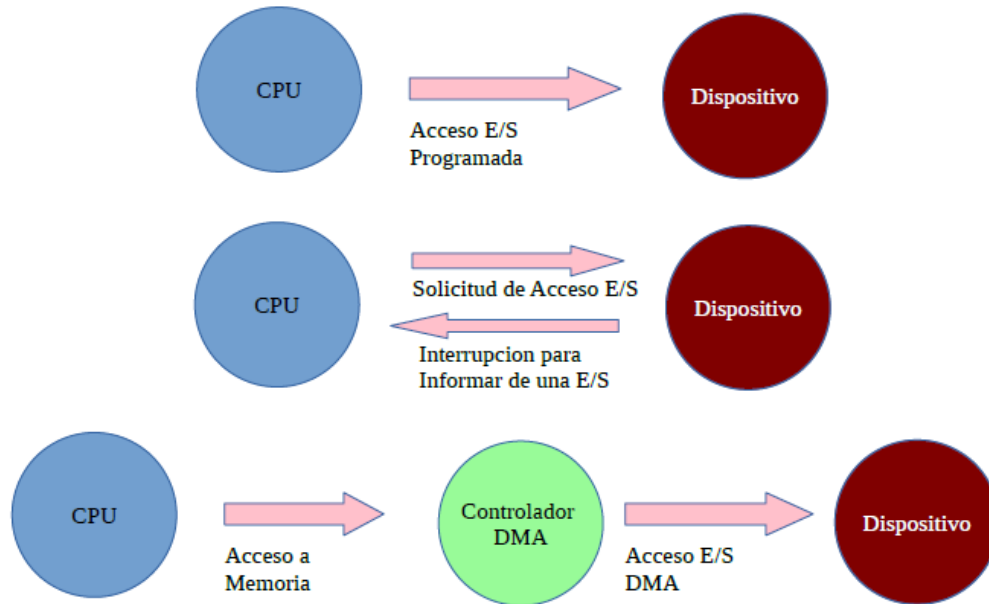 CPU
Dispositivo
Acceso E/S
Programada
CPU
Solicitud de Acceso E/S
Dispositivo
Interrupcion para
Informar de una E/S
CPU
Controlador
DMA
Dispositivo
Acceso a
Memoria
Acceso E/S
DMA